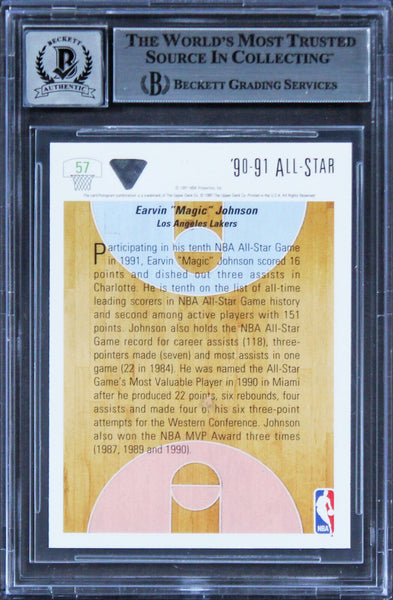 THE WORLD'S MOST TRUSTED
SOURCE IN COLLECTING™
BECKETT GRADING SERVICES
BECKETT
AUTHENTIC
57
'90-91 ALL-STAR
© 1991 NBA Properties, Inc.
Earvin "Magic" Johnson
Los Angeles Lakers
Participating in his tenth NBA All-Star Game
in 1991, Earvin "Magic" Johnson scored 16
points and dished out three assists in
Charlotte. He is tenth on the list of all-time
leading scorers in NBA All-Star Game history
and second among active players with 151
points. Johnson also holds the NBA All-Star
Game record for career assists (118), three-
pointers made (seven) and most assists in one
game (22 in 1984). He was named the All-Star
Game's Most Valuable Player in 1990 in Miami
after he produced 22 points, six rebounds, four
assists and made four of his six three-point
attempts for the Western Conference. Johnson
also won the NBA MVP Award three times
(1987, 1989 and 1990).
NBA